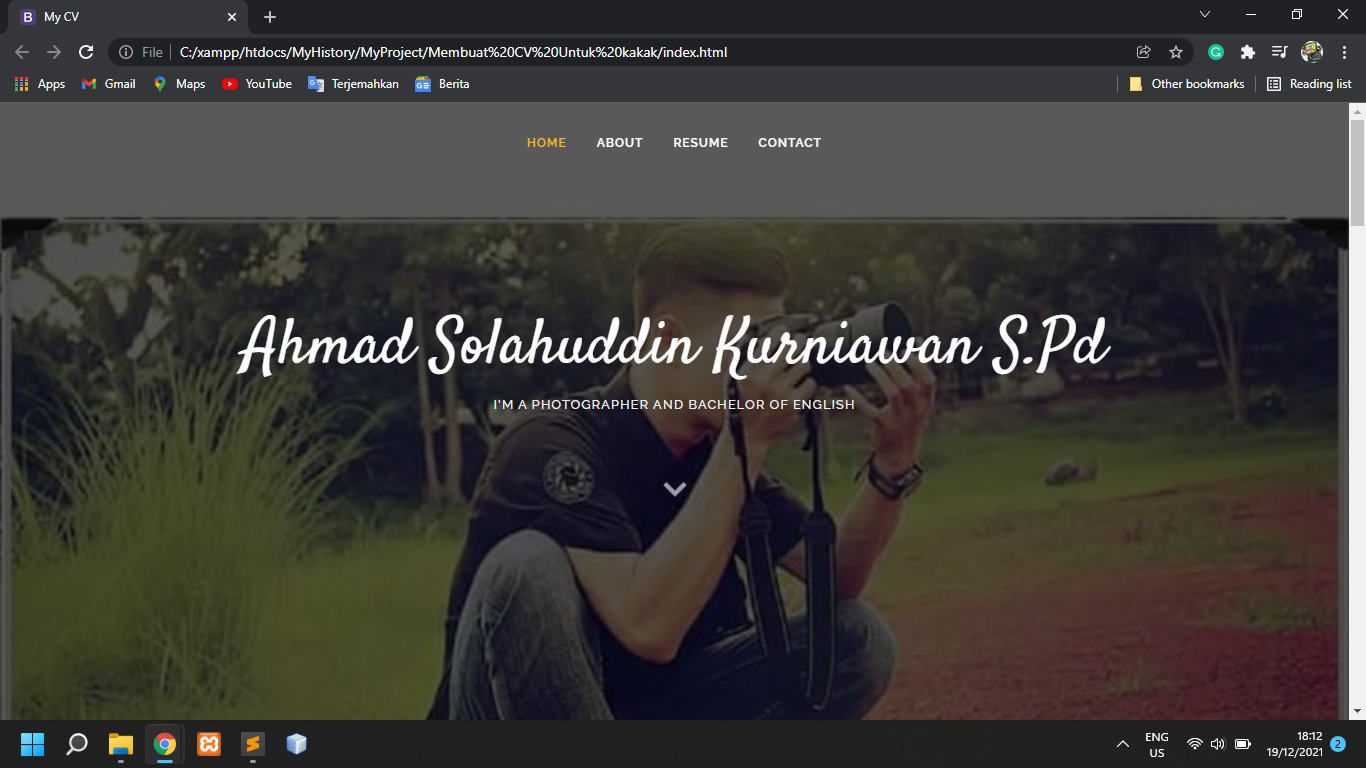 My CV
File
C:/xampp/htdocs/MyHistory/MyProject/Membuat%20CV%20Untuk%20kakak/index.html
Apps Gmail Maps YouTube Terjemahkan Berita Other bookmarks Reading list
HOME ABOUT RESUME CONTACT
Ahmad Solahuddin Kurniawan S.Pd
I'M A PHOTOGRAPHER AND BACHELOR OF ENGLISH
ENG
US
18:12
19/12/2021
2